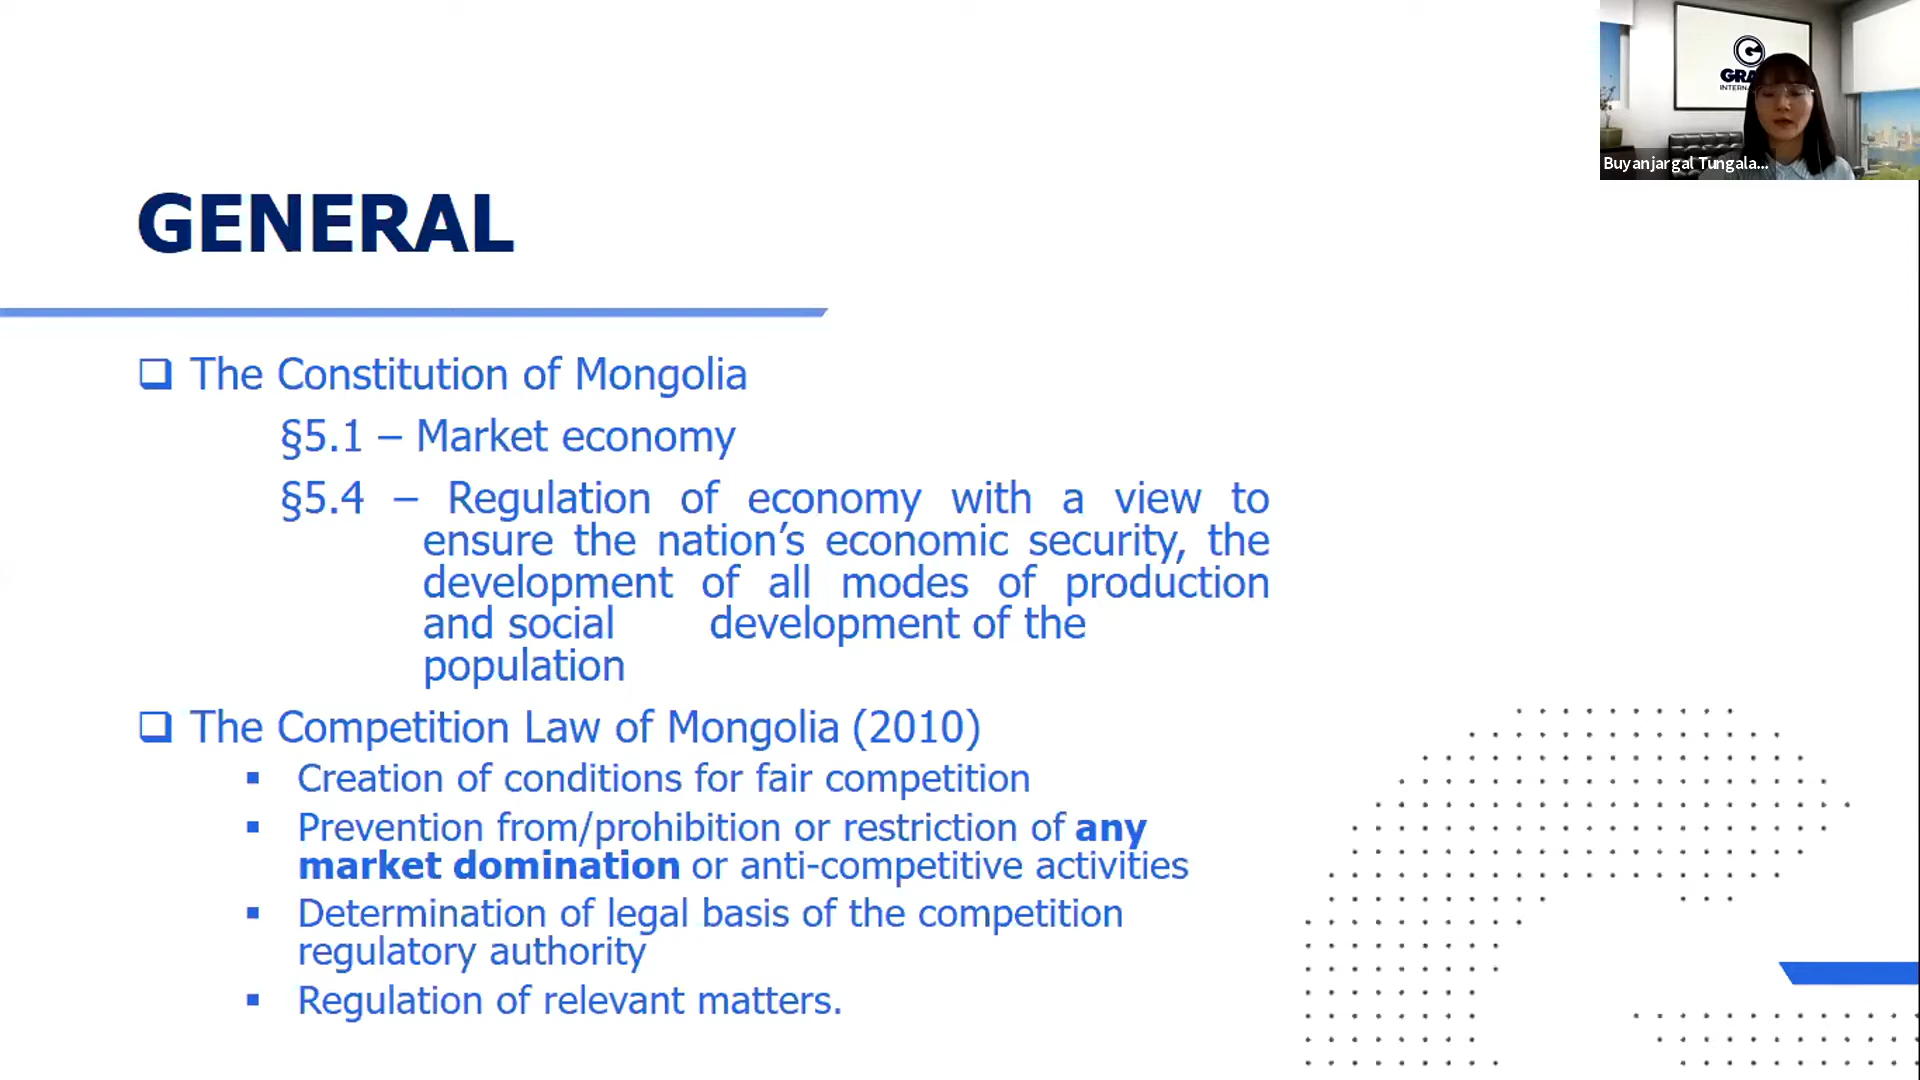 GRA
INTERN
Buyanjargal Tungala...
GENERAL
❑ The Constitution of Mongolia
§5.1 – Market economy
§5.4 – Regulation of economy with a view to
ensure the nation’s economic security, the
development of all modes of production
and social development of the
population
❑ The Competition Law of Mongolia (2010)
▪ Creation of conditions for fair competition
▪ Prevention from/prohibition or restriction of any
market domination or anti-competitive activities
▪ Determination of legal basis of the competition
regulatory authority
▪ Regulation of relevant matters.